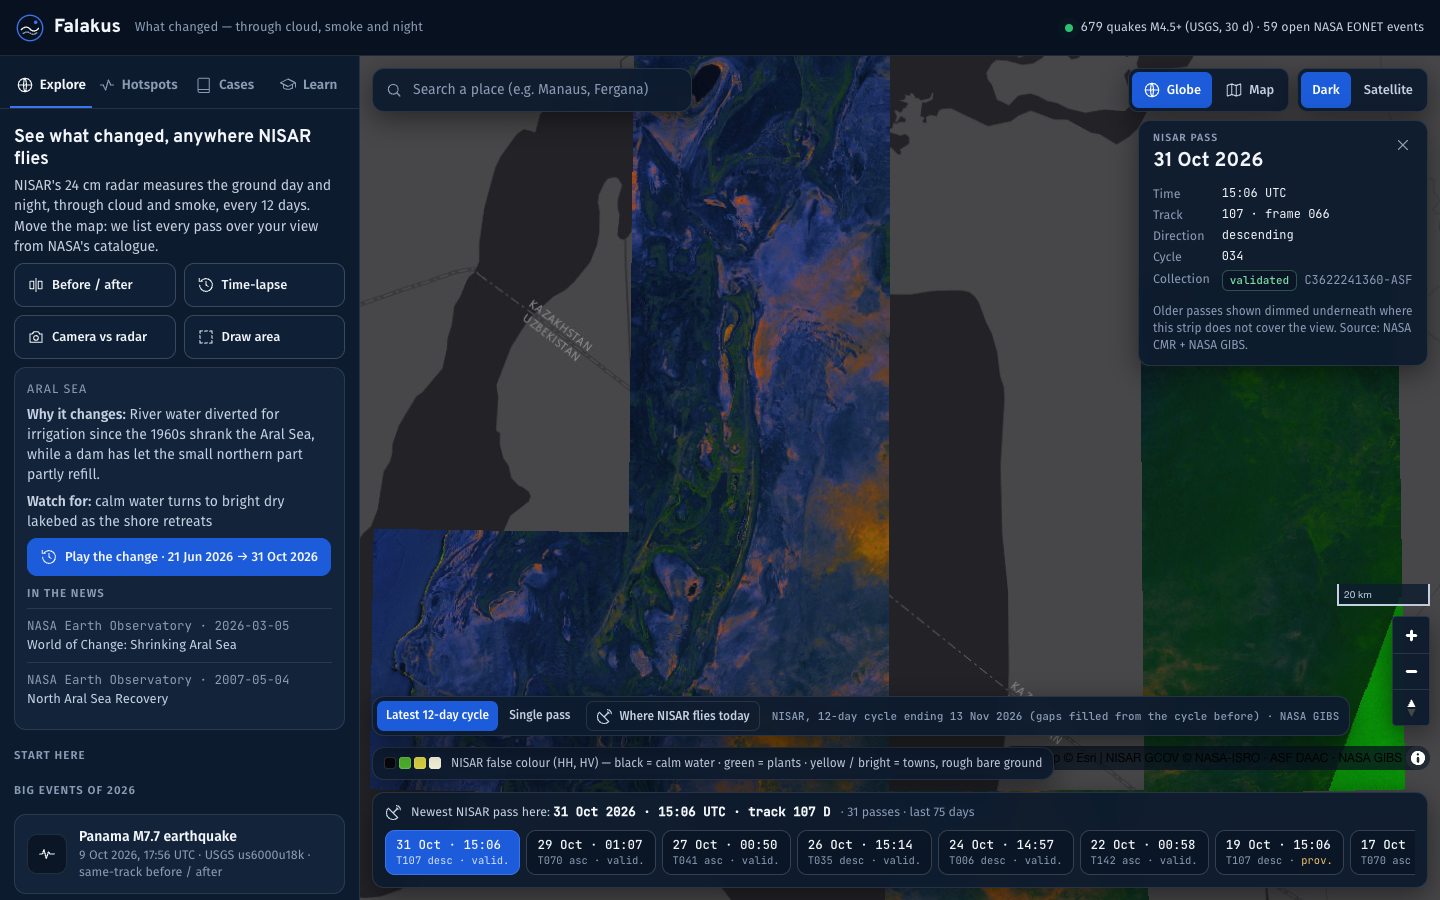 Falakus
What changed — through cloud, smoke and night
679 quakes M4.5+ (USGS, 30 d) · 59 open NASA EONET events
Explore
Hotspots
Cases
Learn
Search a place (e.g. Manaus, Fergana)
Globe
Map
Dark
Satellite
See what changed, anywhere NISAR
flies
NISAR's 24 cm radar measures the ground day and
night, through cloud and smoke, every 12 days.
Move the map: we list every pass over your view
from NASA's catalogue.
Before / after
Time-lapse
Camera vs radar
Draw area
ARAL SEA
Why it changes: River water diverted for
irrigation since the 1960s shrank the Aral Sea,
while a dam has let the small northern part
partly refill.
Watch for: calm water turns to bright dry
lakebed as the shore retreats
Play the change · 21 Jun 2026 → 31 Oct 2026
IN THE NEWS
NASA Earth Observatory · 2026-03-05
World of Change: Shrinking Aral Sea
NASA Earth Observatory · 2007-05-04
North Aral Sea Recovery
START HERE
BIG EVENTS OF 2026
Panama M7.7 earthquake
9 Oct 2026, 17:56 UTC · USGS us6000u18k ·
same-track before / after
NISAR PASS
31 Oct 2026
Time 15:06 UTC
Track 107 · frame 066
Direction descending
Cycle 034
Collection validated C3622241360-ASF
Older passes shown dimmed underneath where
this strip does not cover the view. Source: NASA
CMR + NASA GIBS.
KAZAKHSTAN
UZBEKISTAN
20 km
Latest 12-day cycle
Single pass
Where NISAR flies today
NISAR, 12-day cycle ending 13 Nov 2026 (gaps filled from the cycle before) · NASA GIBS
NISAR false colour (HH, HV) — black = calm water · green = plants · yellow / bright = towns, rough bare ground
© Esri | NISAR GCOV © NASA-ISRO · ASF DAAC · NASA GIBS
Newest NISAR pass here: 31 Oct 2026 · 15:06 UTC · track 107 D · 31 passes · last 75 days
31 Oct · 15:06
T107 desc · valid.
29 Oct · 01:07
T070 asc · valid.
27 Oct · 00:50
T041 asc · valid.
26 Oct · 15:14
T035 desc · valid.
24 Oct · 14:57
T006 desc · valid.
22 Oct · 00:58
T142 asc · valid.
19 Oct · 15:06
T107 desc · prov.
17 Oct
T070 asc